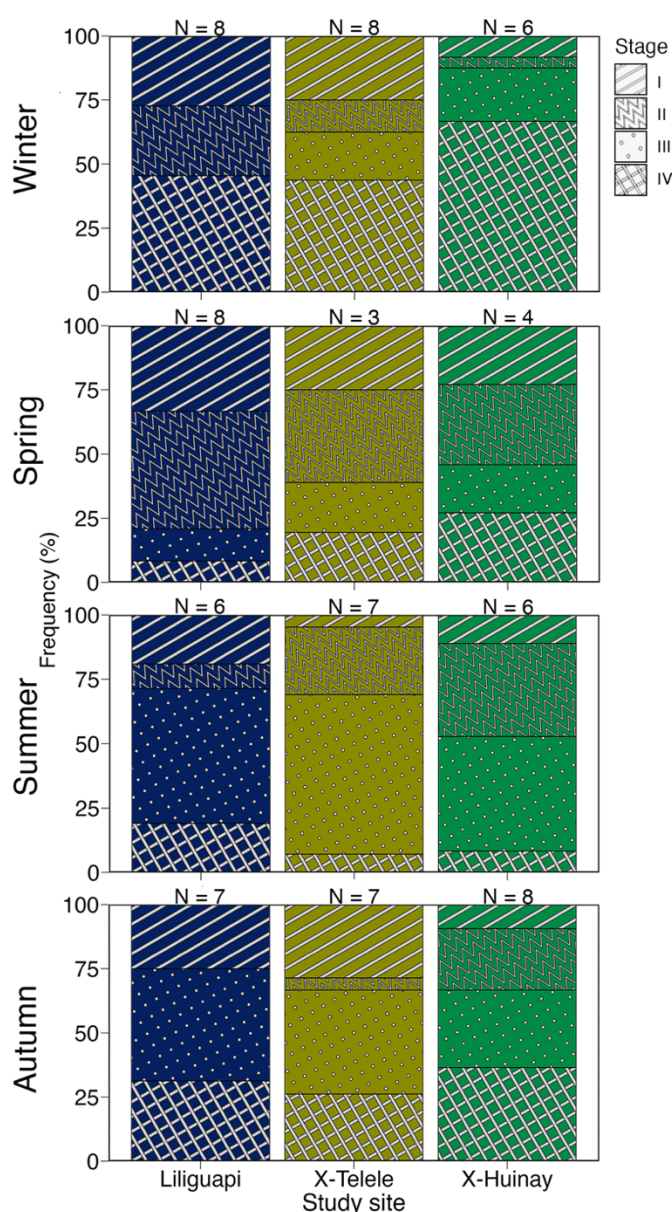 N = 8 N = 8 N = 6
100
75
50
25
0
Winter
Stage
I
II
III
IV
N = 8 N = 3 N = 4
100
75
50
25
0
Spring
Frequency (%)
N = 6 N = 7 N = 6
100
75
50
25
0
Summer
N = 7 N = 7 N = 8
100
75
50
25
0
Autumn
Liliguapi X-Telele X-Huinay
Study site